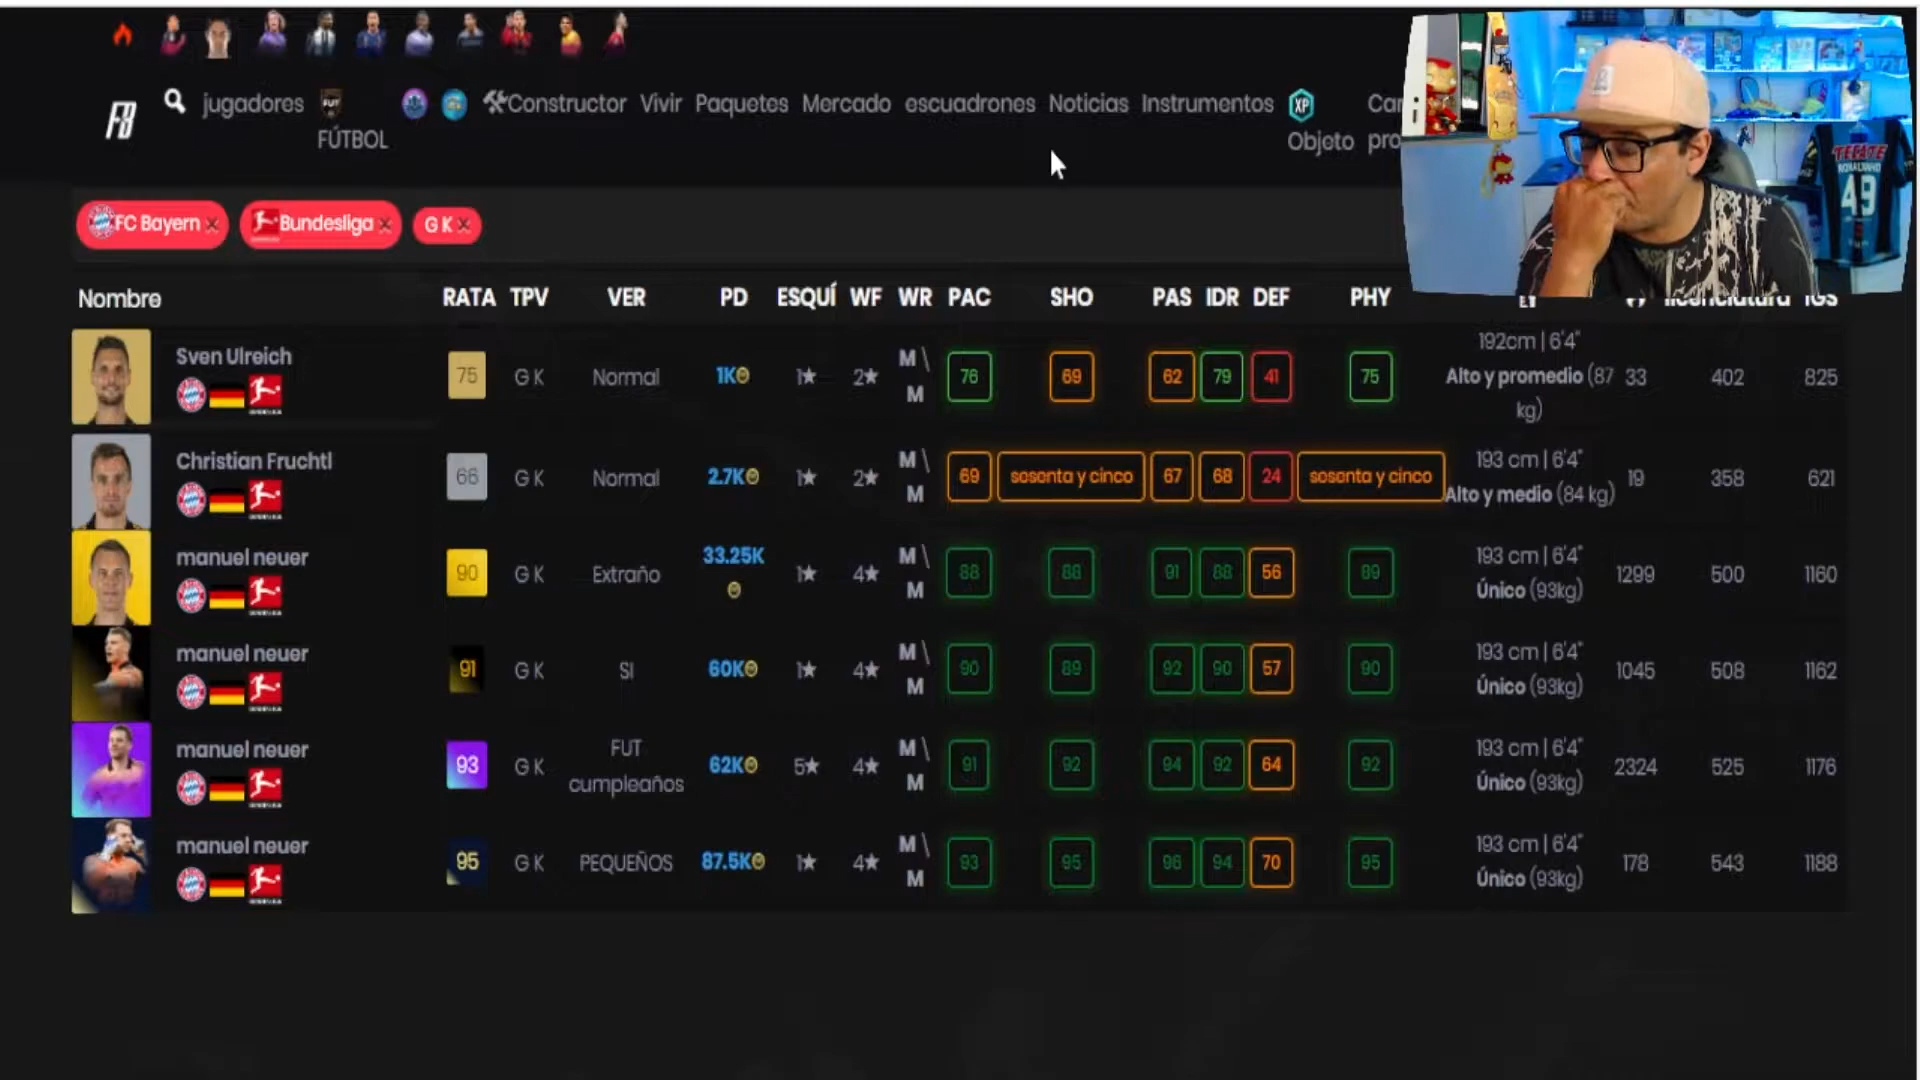 jugadores
FUT
FÚTBOL
Constructor
Vivir
Paquetes
Mercado
escuadrones
Noticias
Instrumentos
XP
Objeto
FB
FC Bayern
Bundesliga
G K
TECATE
RONALDINHO
49
Nombre RATA TPV VER PD ESQUÍ WF WR PAC SHO PAS IDR DEF PHY licenciatura IGS
Sven Ulreich 75 G K Normal 1K 1★ 2★ M \ M 76 69 62 79 41 75 192cm | 6'4" Alto y promedio (87 kg) 33 402 825
Christian Fruchtl 66 G K Normal 2.7K 1★ 2★ M \ M 69 sesenta y cinco 67 68 24 sesenta y cinco 193 cm | 6'4" Alto y medio (84 kg) 19 358 621
manuel neuer 90 G K Extraño 33.25K 1★ 4★ M \ M 88 88 91 88 56 89 193 cm | 6'4" Único (93kg) 1299 500 1160
manuel neuer 91 G K SI 60K 1★ 4★ M \ M 90 89 92 90 57 90 193 cm | 6'4" Único (93kg) 1045 508 1162
manuel neuer 93 G K FUT cumpleaños 62K 5★ 4★ M \ M 91 92 94 92 64 92 193 cm | 6'4" Único (93kg) 2324 525 1176
manuel neuer 95 G K PEQUEÑOS 87.5K 1★ 4★ M \ M 93 95 96 94 70 95 193 cm | 6'4" Único (93kg) 178 543 1188